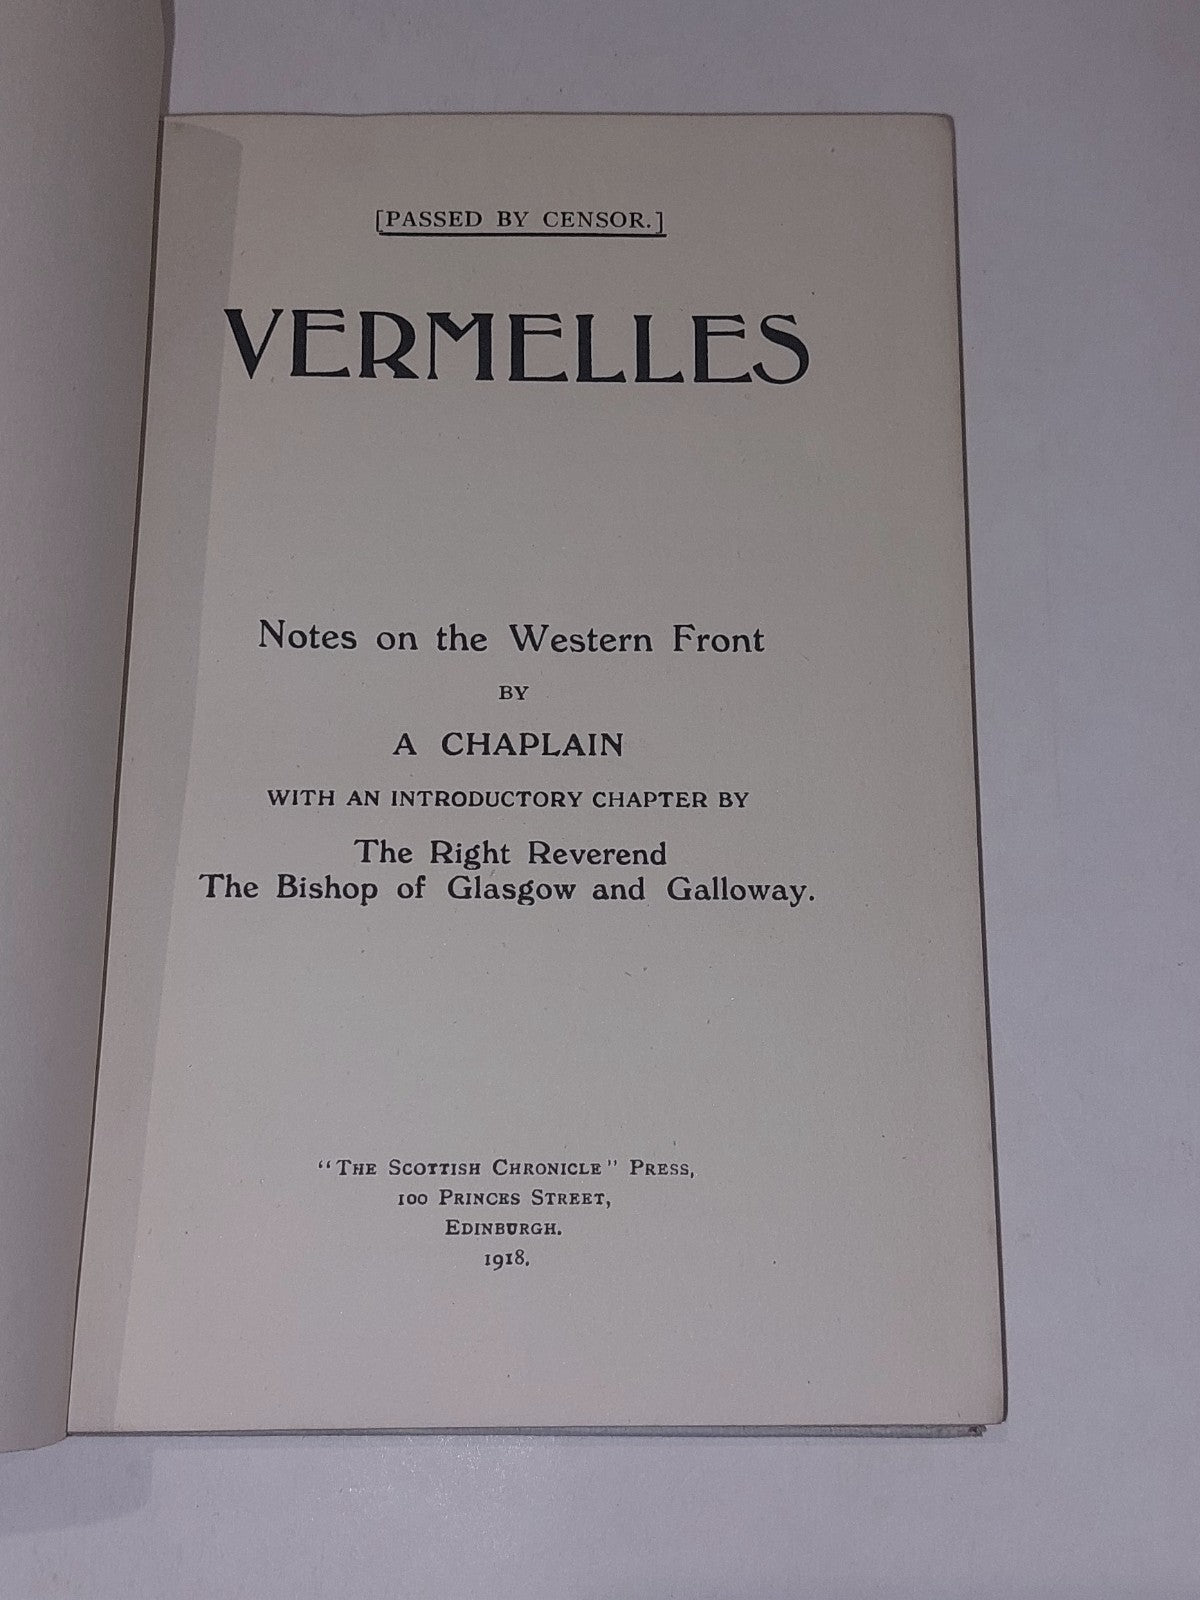 [PASSED BY CENSOR.]
VERMELLES
Notes on the Western Front
BY
A CHAPLAIN
WITH AN INTRODUCTORY CHAPTER BY
The Right Reverend
The Bishop of Glasgow and Galloway.
"THE SCOTTISH CHRONICLE" PRESS,
100 PRINCES STREET,
EDINBURGH.
1918.